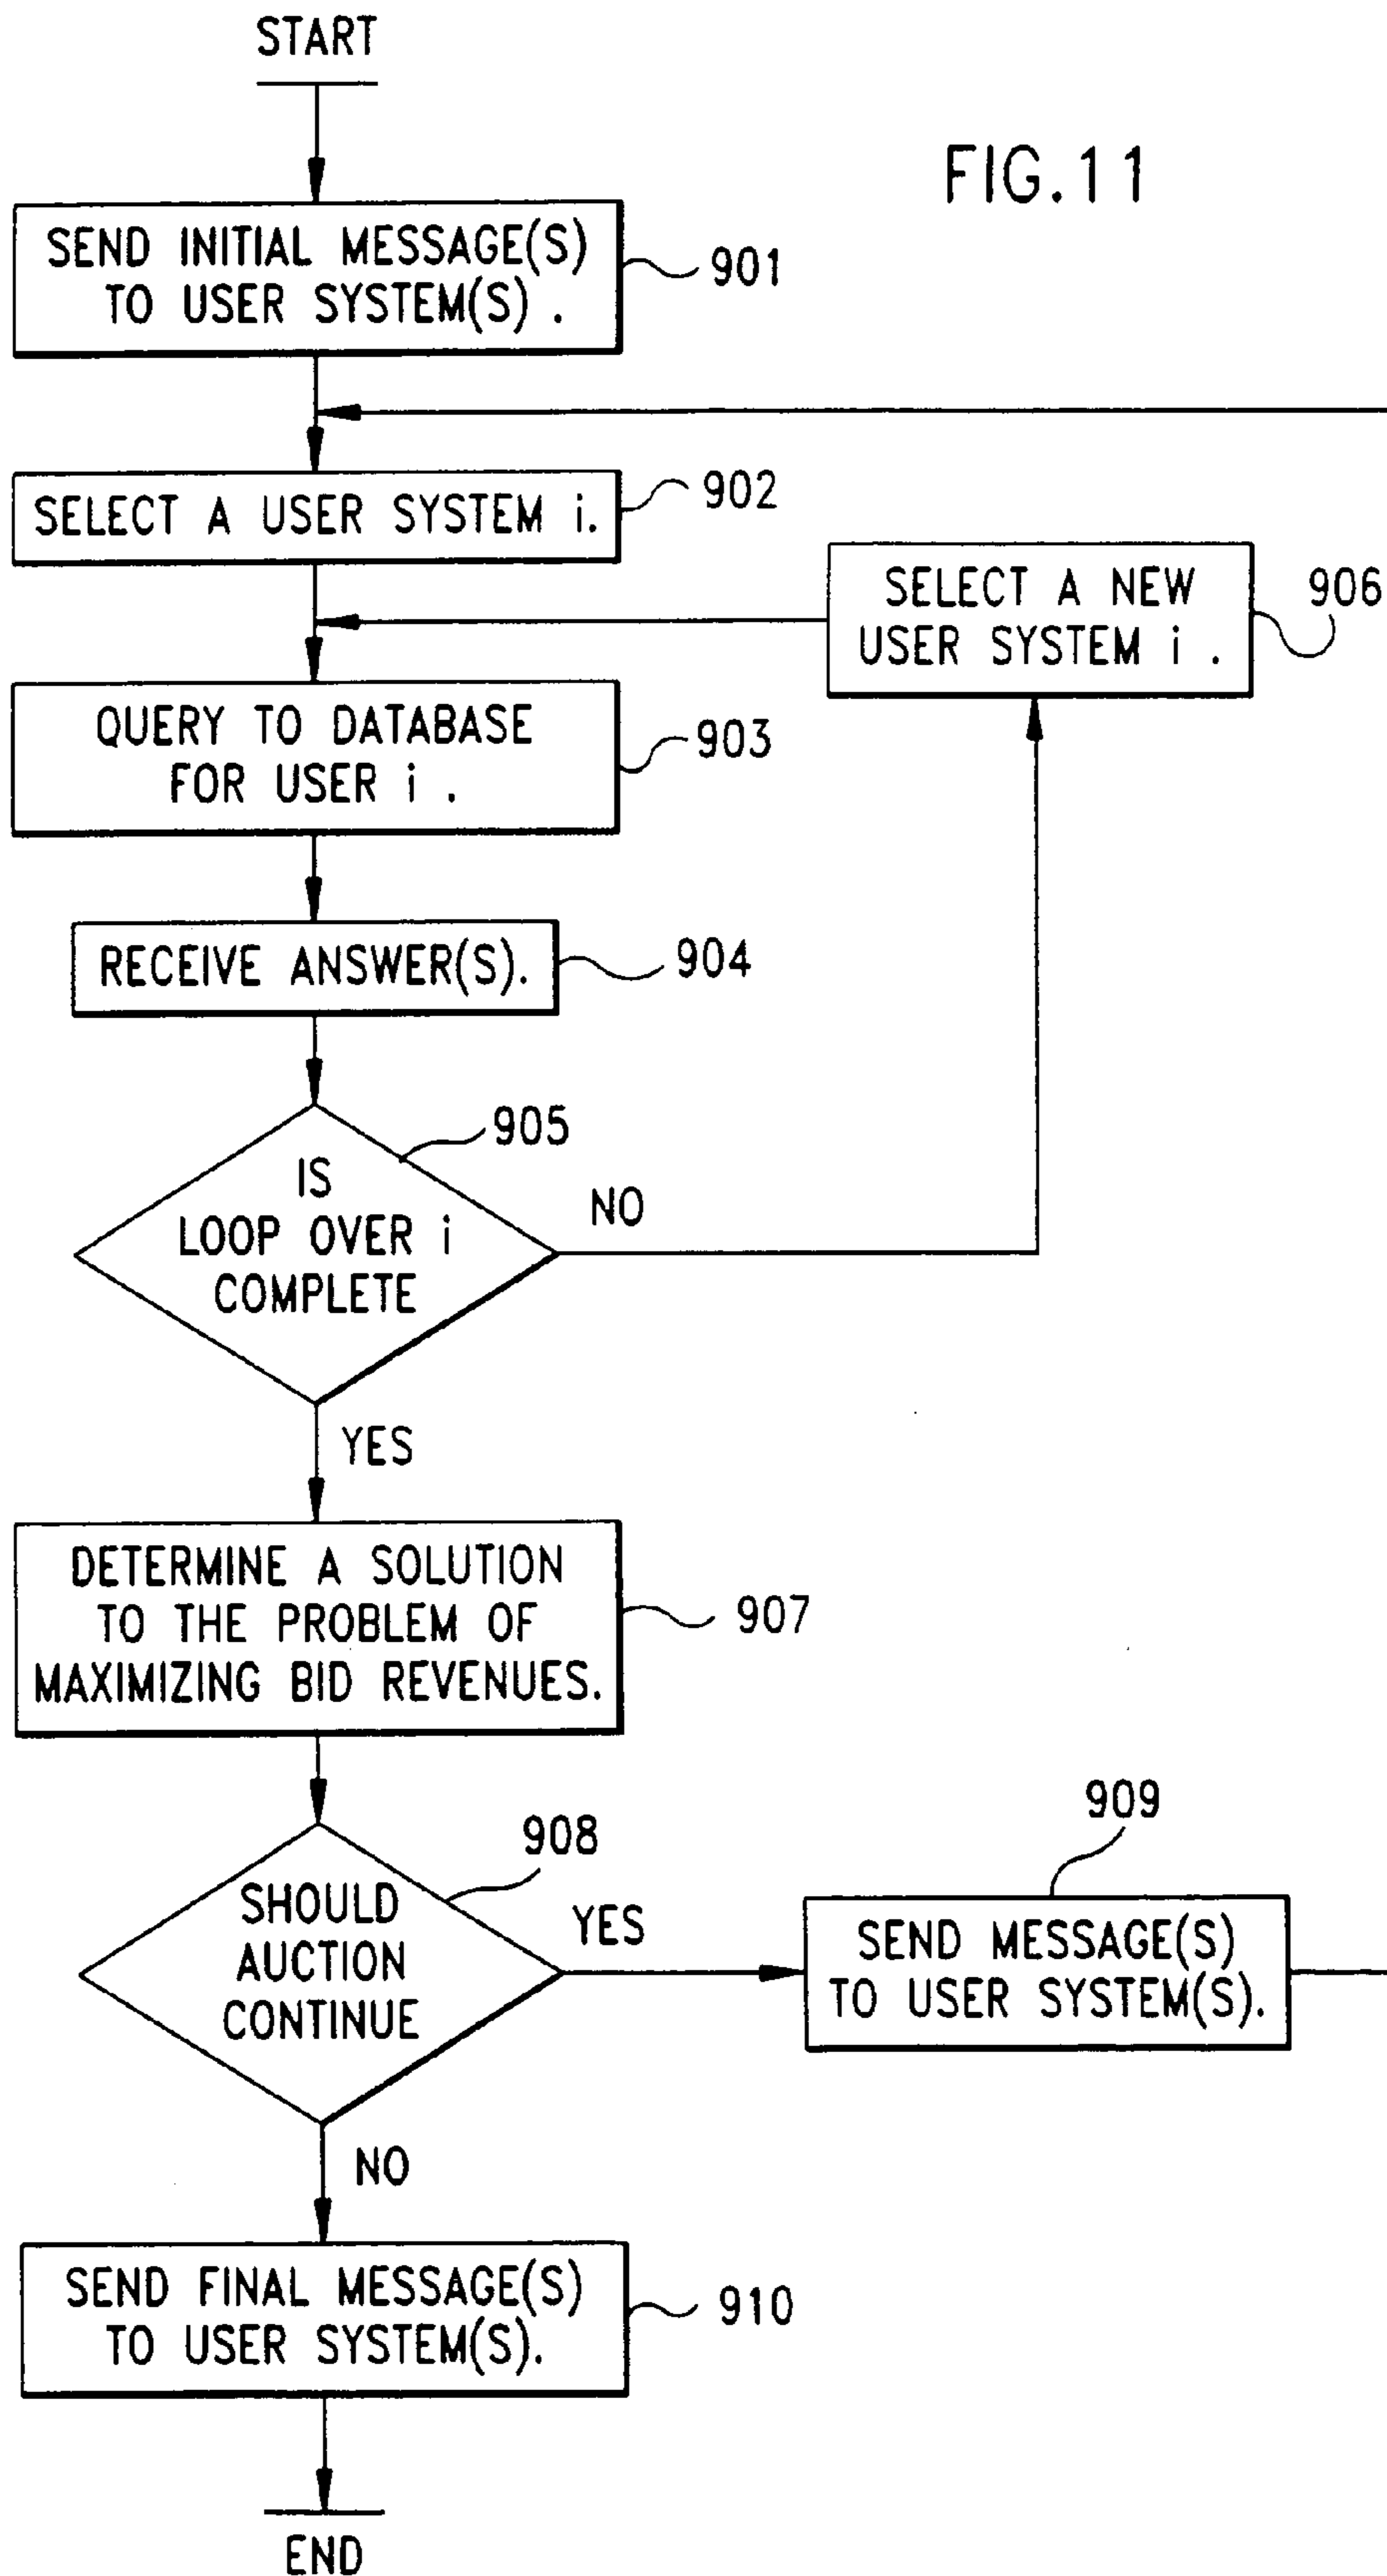 START
FIG.11
SEND INITIAL MESSAGE(S)
TO USER SYSTEM(S) .
901
SELECT A USER SYSTEM i.
902
SELECT A NEW
USER SYSTEM i .
906
QUERY TO DATABASE
FOR USER i .
903
RECEIVE ANSWER(S).
904
905
IS
LOOP OVER i
COMPLETE
NO
YES
DETERMINE A SOLUTION
TO THE PROBLEM OF
MAXIMIZING BID REVENUES.
907
908
SHOULD
AUCTION
CONTINUE
YES
909
SEND MESSAGE(S)
TO USER SYSTEM(S).
NO
SEND FINAL MESSAGE(S)
TO USER SYSTEM(S).
910
END